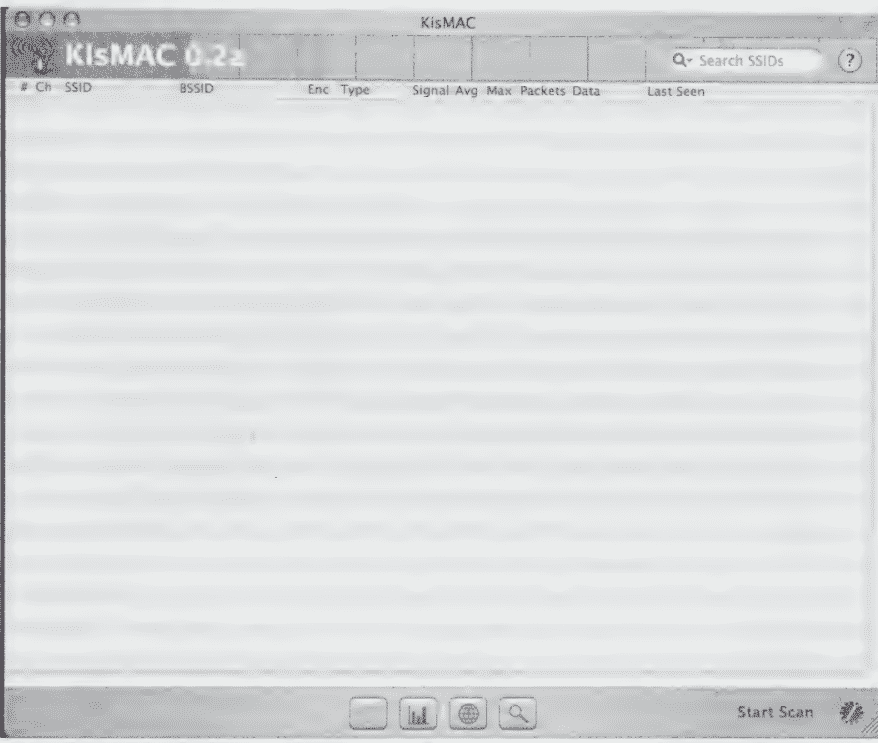 KisMAC
KisMAC 0.2a
Search SSIDs
?
# Ch SSID BSSID Enc Type Signal Avg Max Packets Data Last Seen
Start Scan